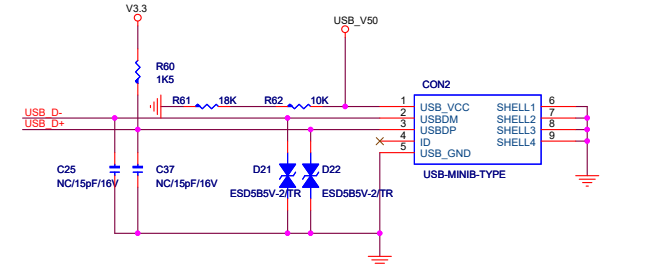 V3.3
USB_V50
R60
1K5
CON2
R61
18K
R62
10K
1
USB_VCC
SHELL1
6
USB_D-
2
USBDM
SHELL2
7
USB_D+
3
USBDP
SHELL3
8
4
ID
SHELL4
9
5
USB_GND
C25
C37
D21
D22
USB-MINIB-TYPE
NC/15pF/16V
NC/15pF/16V
ESD5B5V-2/TR
ESD5B5V-2/TR